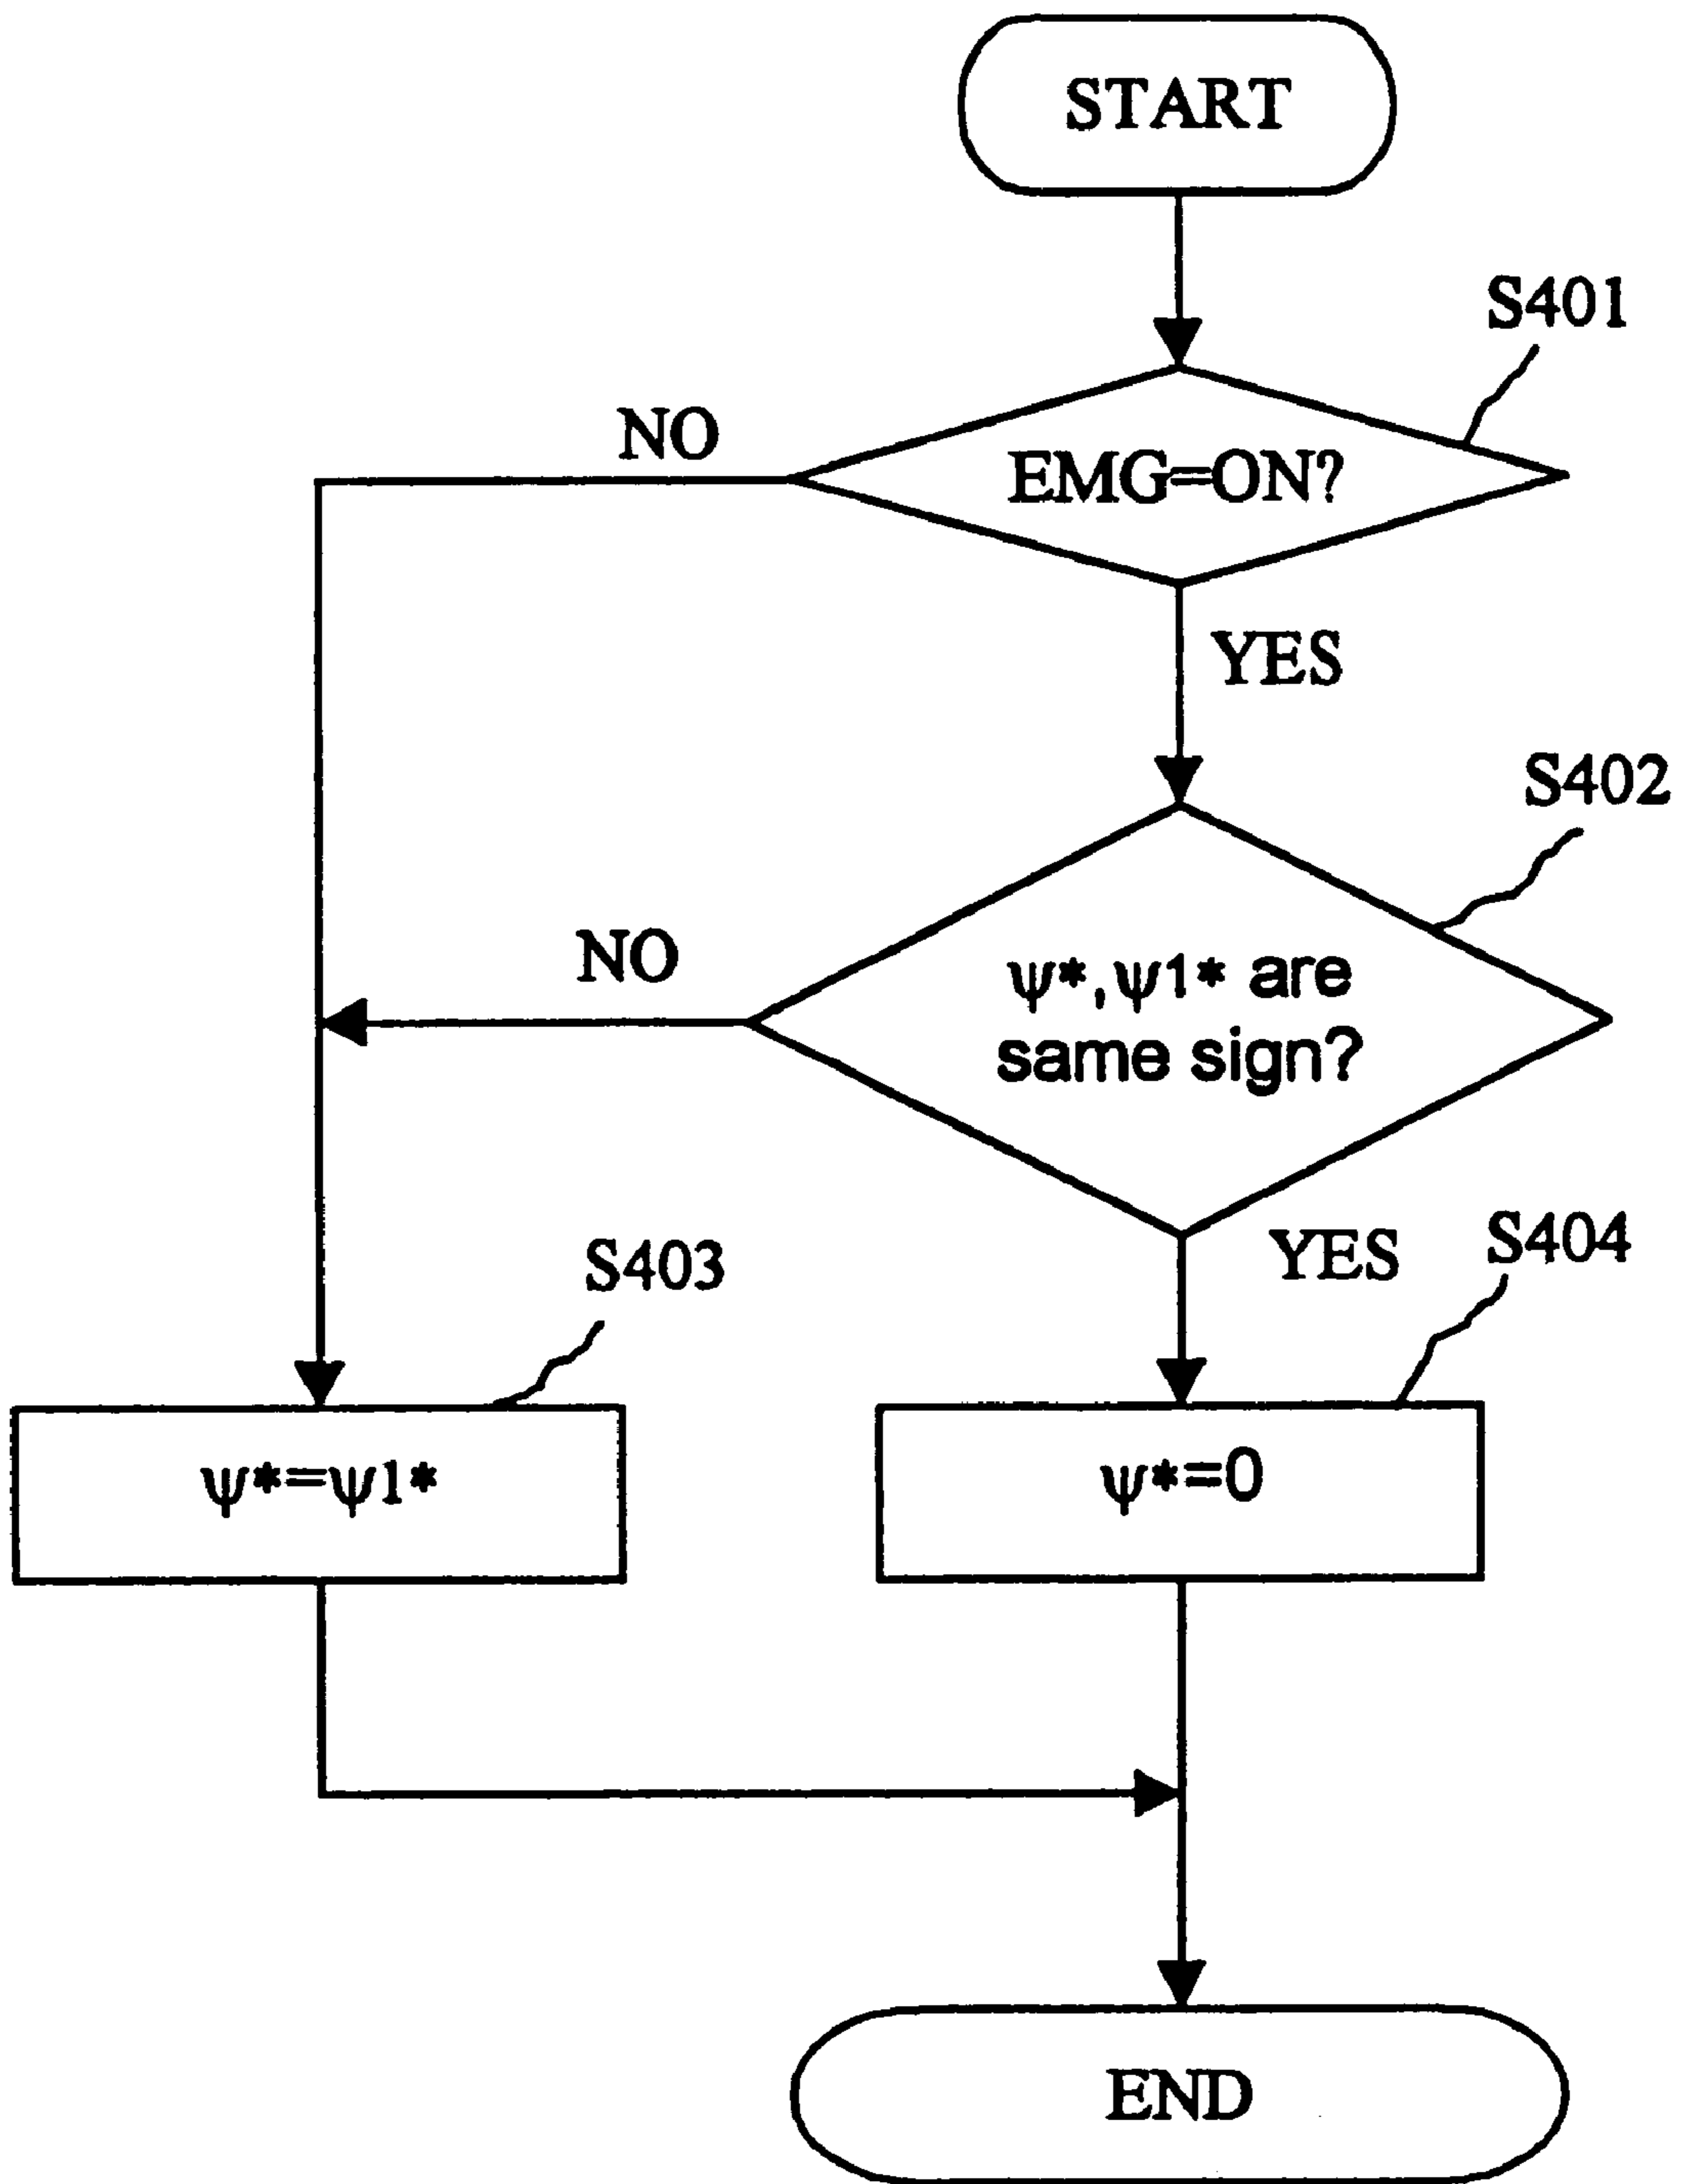 START
S401
NO
EMG=ON?
YES
S402
NO
ψ*,ψ1* are
same sign?
YES
S404
S403
ψ*=ψ1*
ψ*=0
END